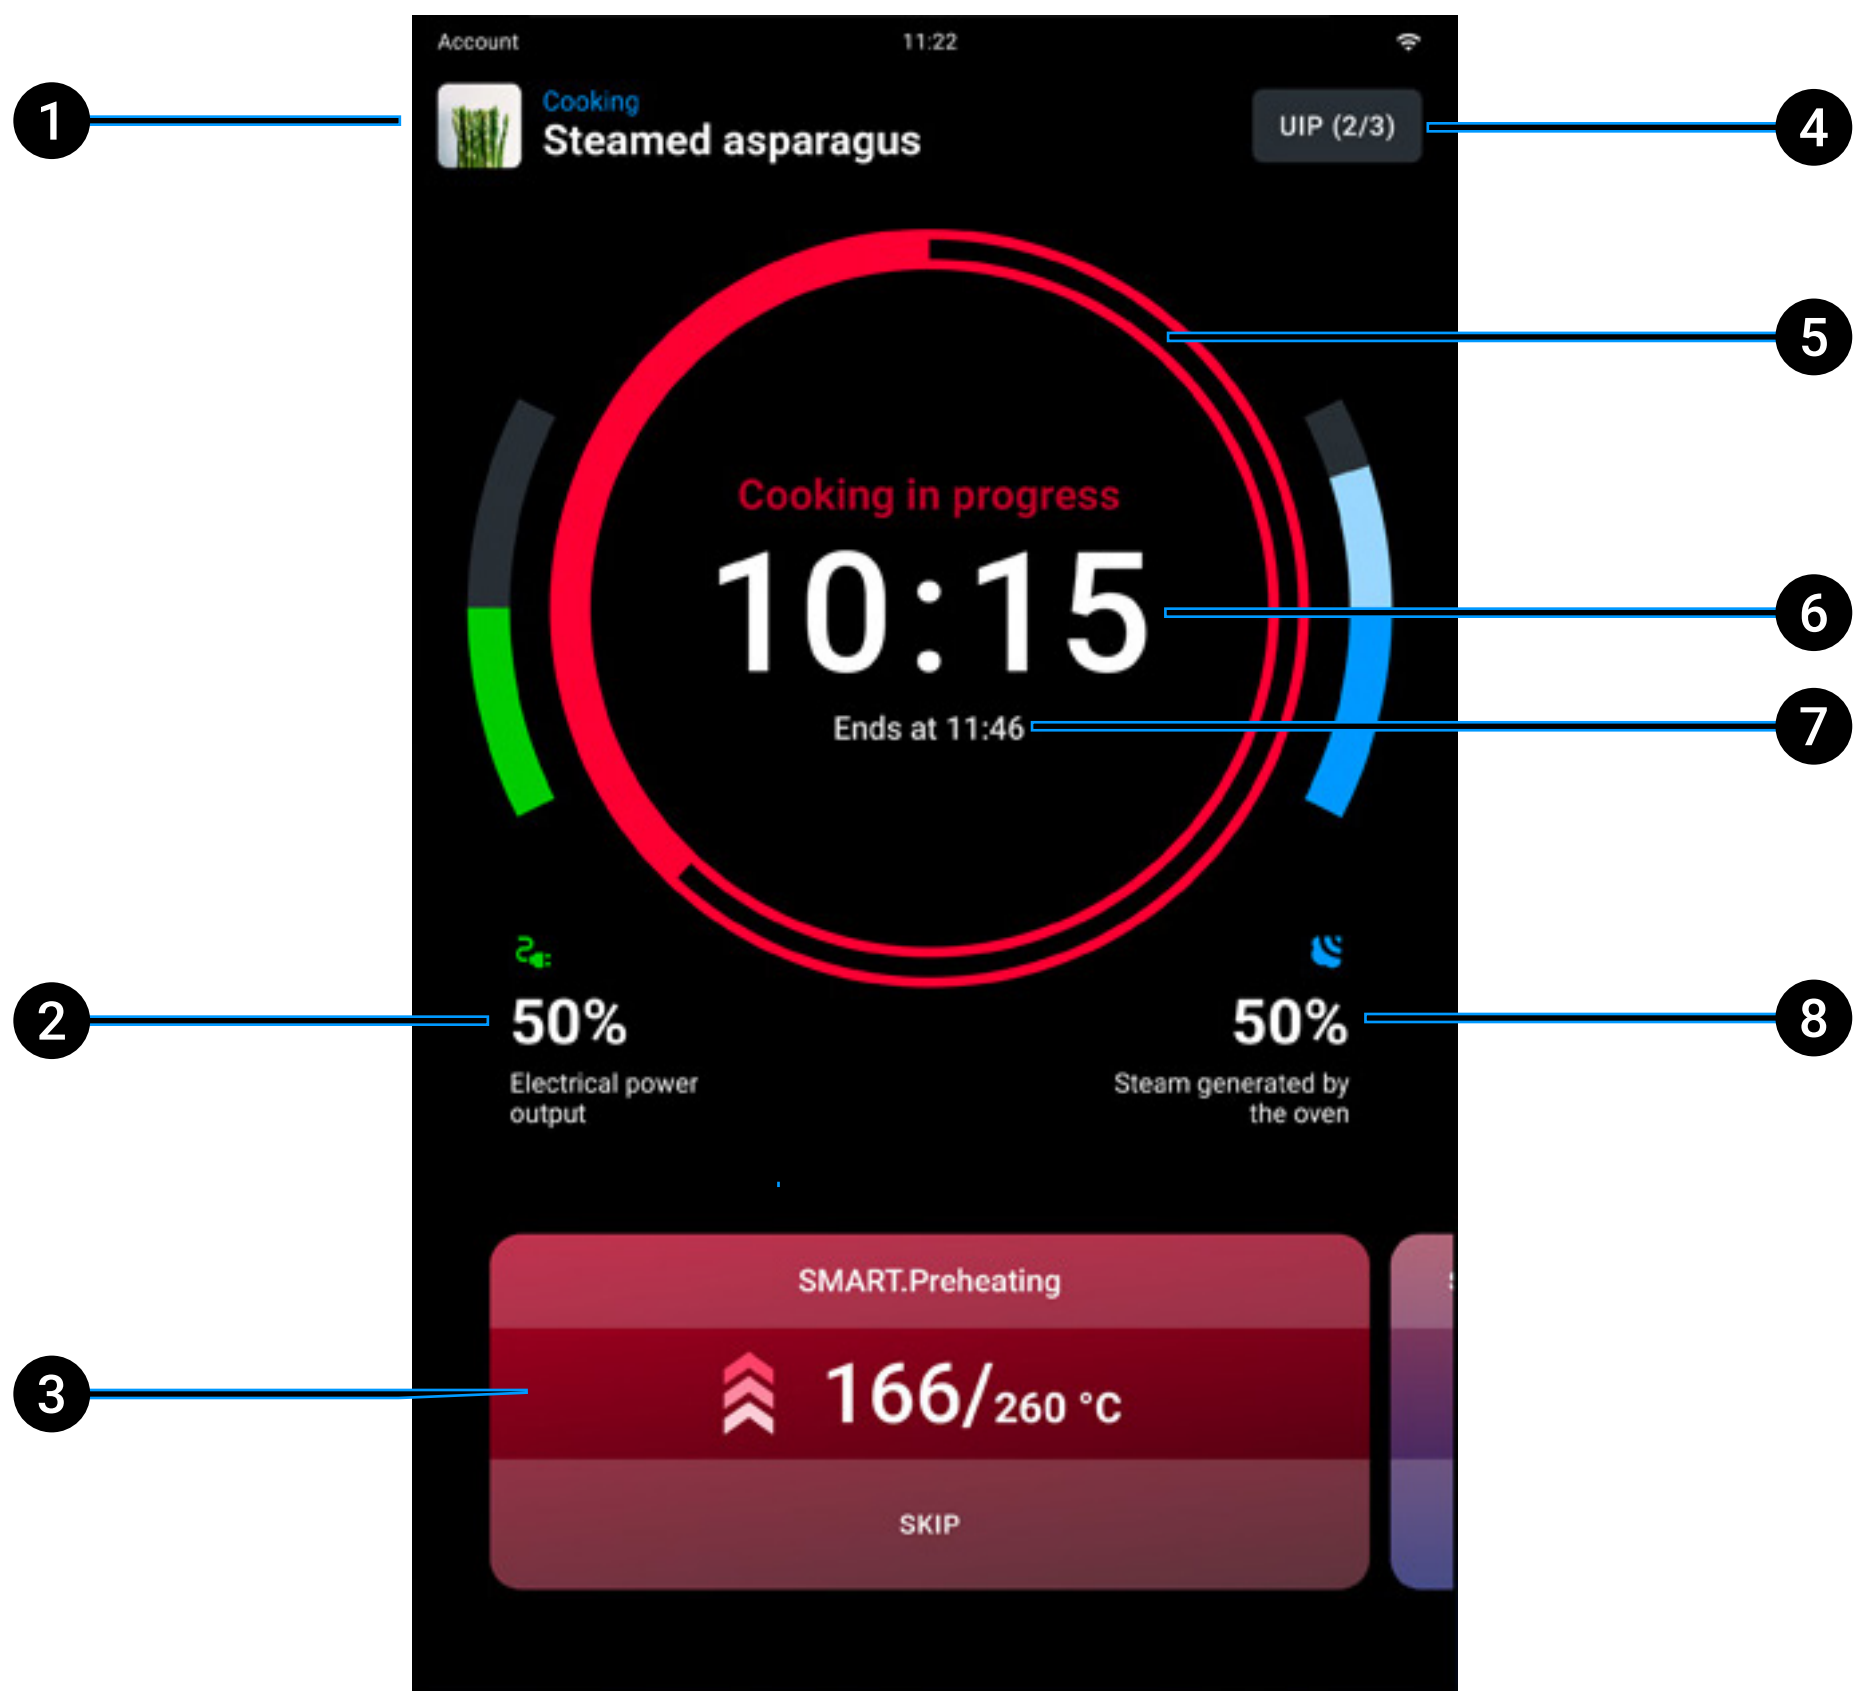 Account
11:22
1
Cooking
Steamed asparagus
UIP (2/3)
4
5
Cooking in progress
10:15
6
Ends at 11:46
7
2
50%
50%
8
Electrical power
output
Steam generated by
the oven
SMART.Preheating
3
166/260 °C
SKIP